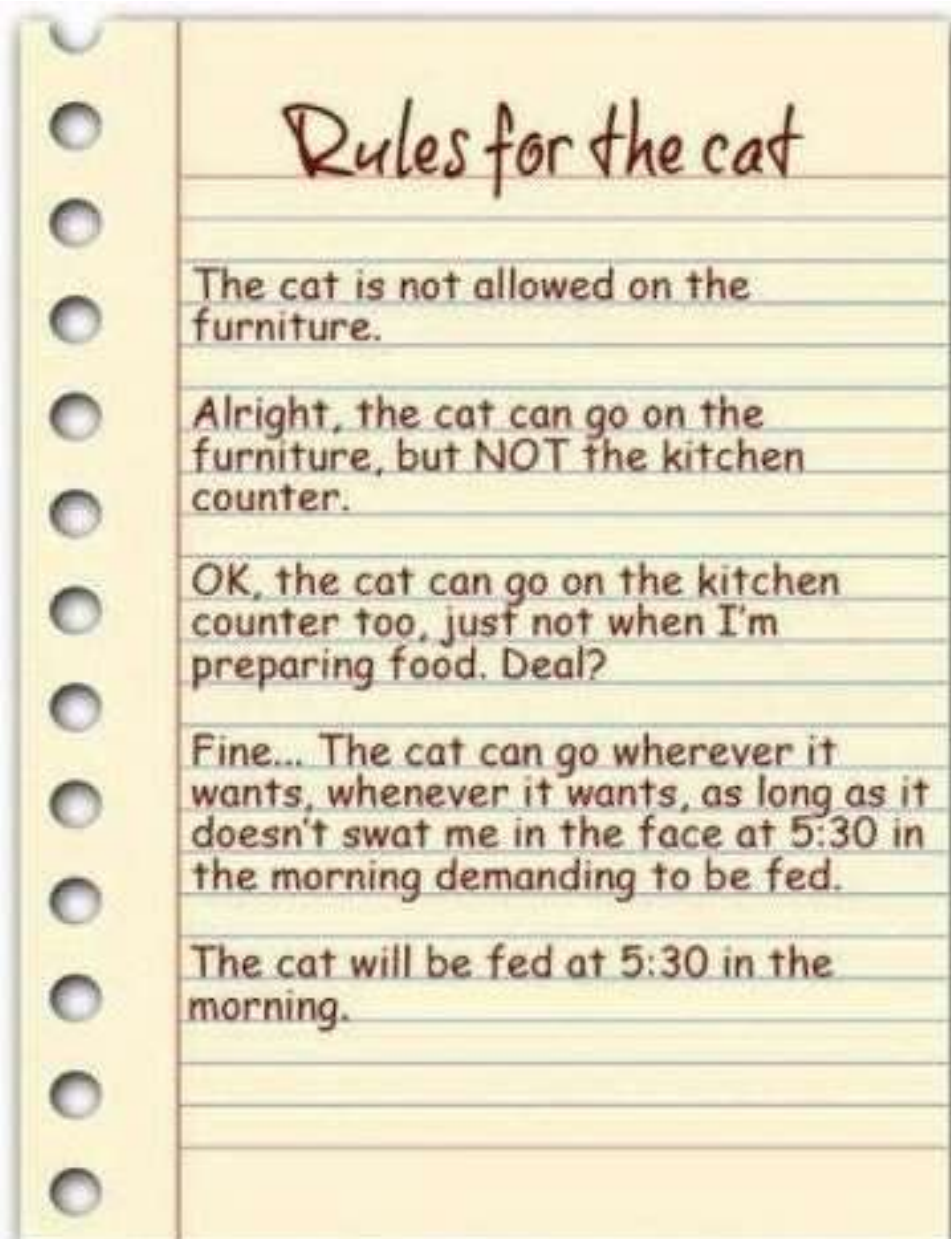 Rules for the cat
The cat is not allowed on the
furniture.
Alright, the cat can go on the
furniture, but NOT the kitchen
counter.
OK, the cat can go on the kitchen
counter too, just not when I'm
preparing food. Deal?
Fine... The cat can go wherever it
wants, whenever it wants, as long as it
doesn't swat me in the face at 5:30 in
the morning demanding to be fed.
The cat will be fed at 5:30 in the
morning.